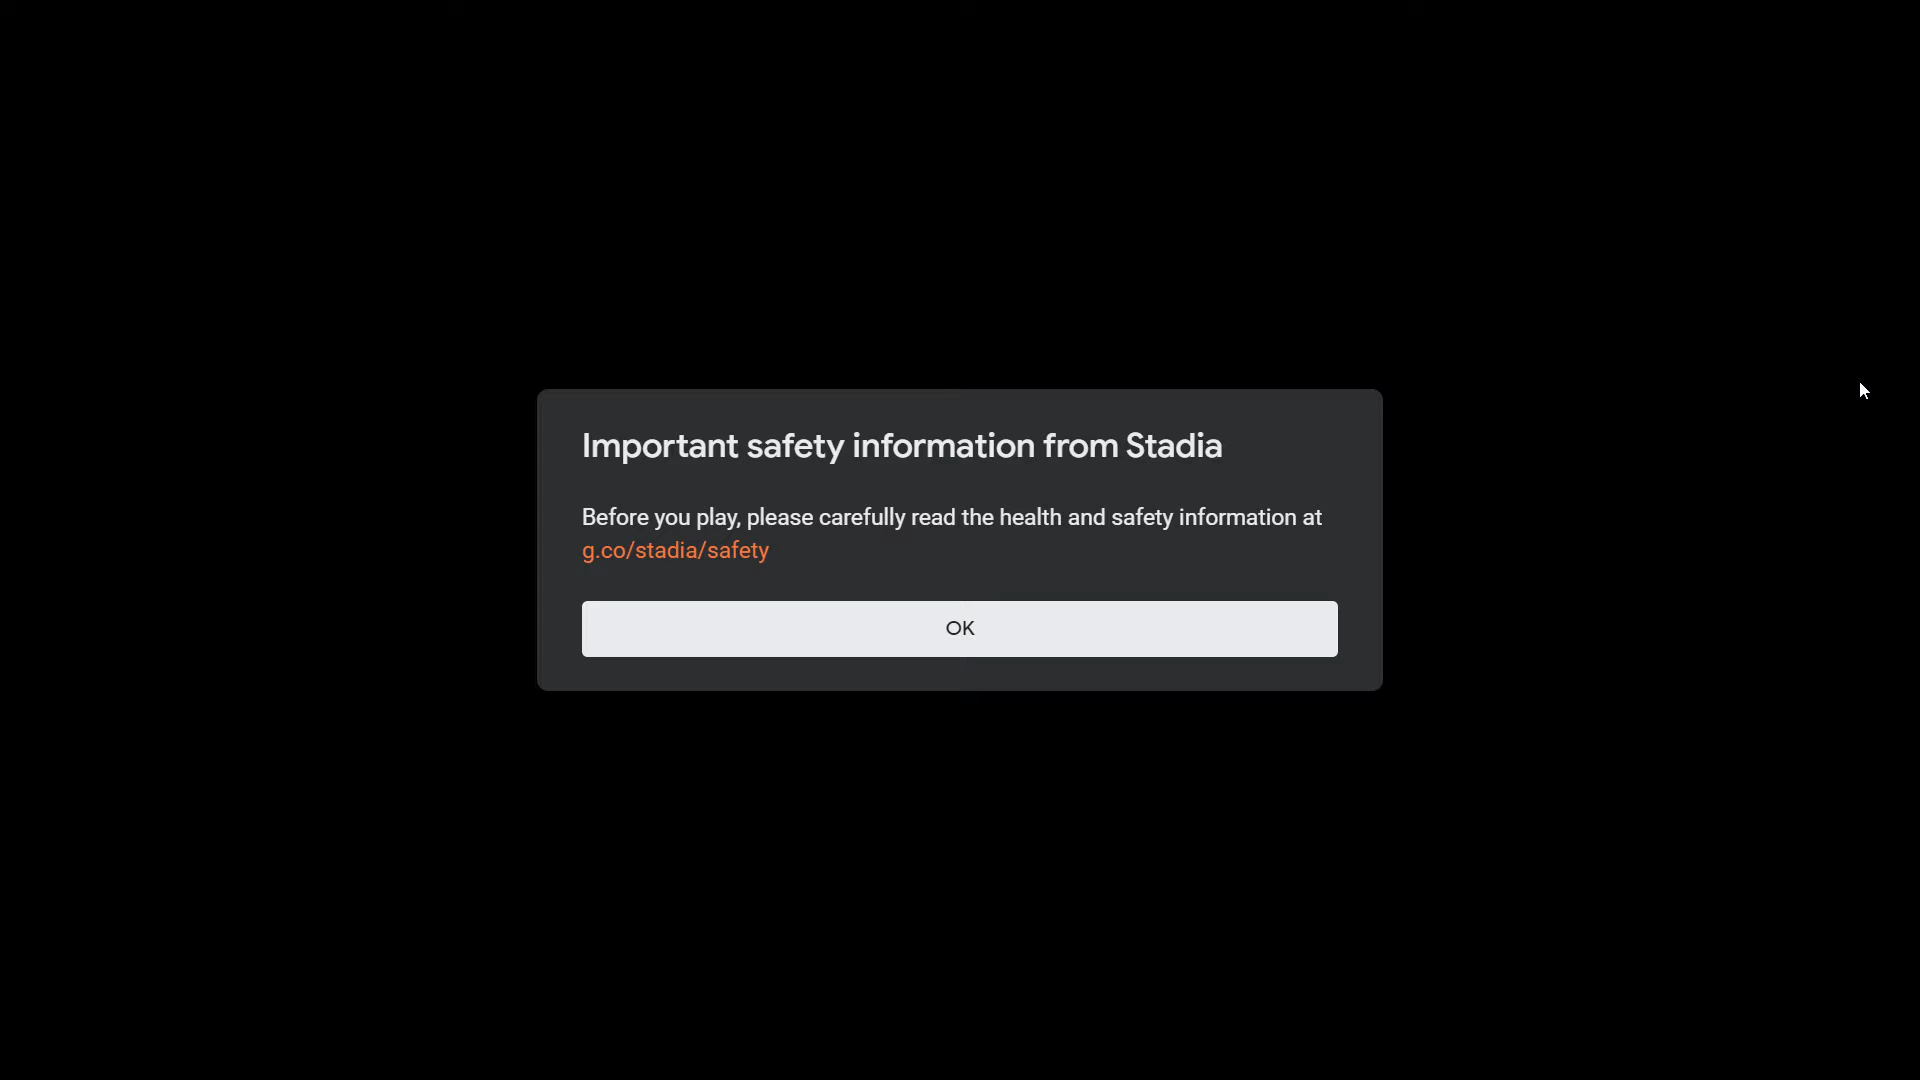 Important safety information from Stadia
Before you play, please carefully read the health and safety information at
g.co/stadia/safety
OK